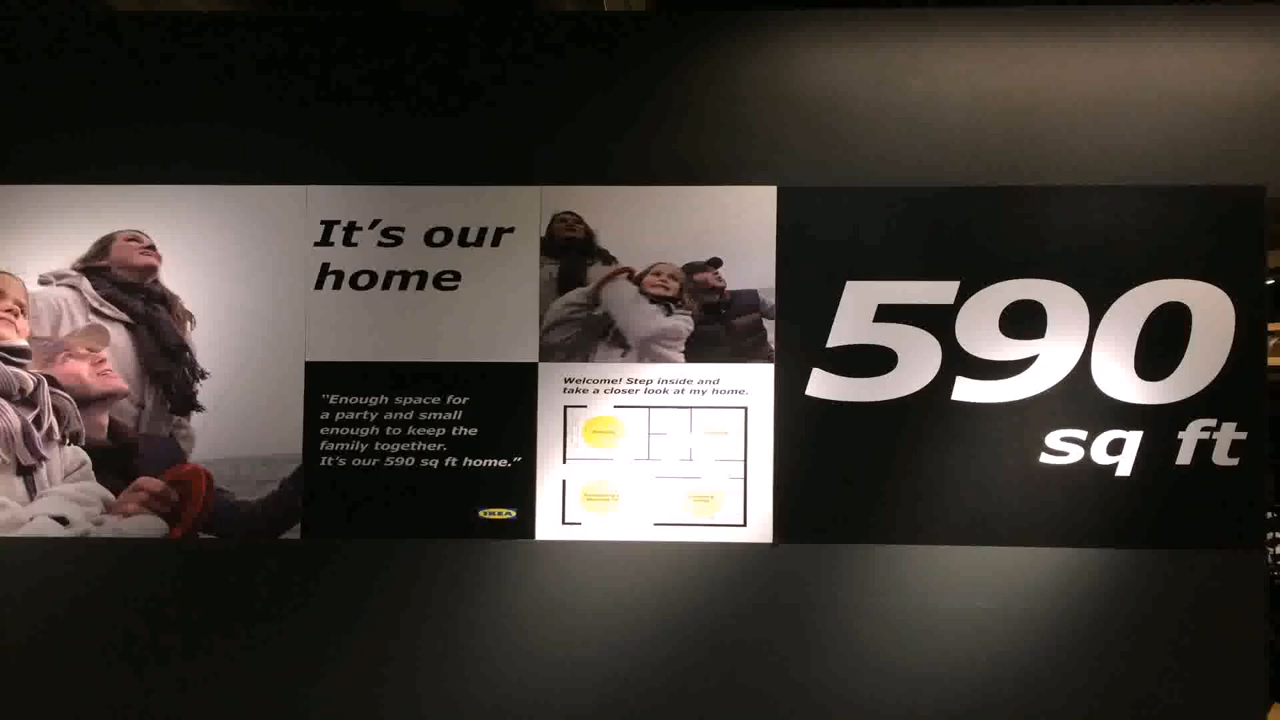 It's our
home
"Enough space for
a party and small
enough to keep the
family together.
It's our 590 sq ft home."
IKEA
Welcome! Step inside and
take a closer look at my home.
590
sq ft